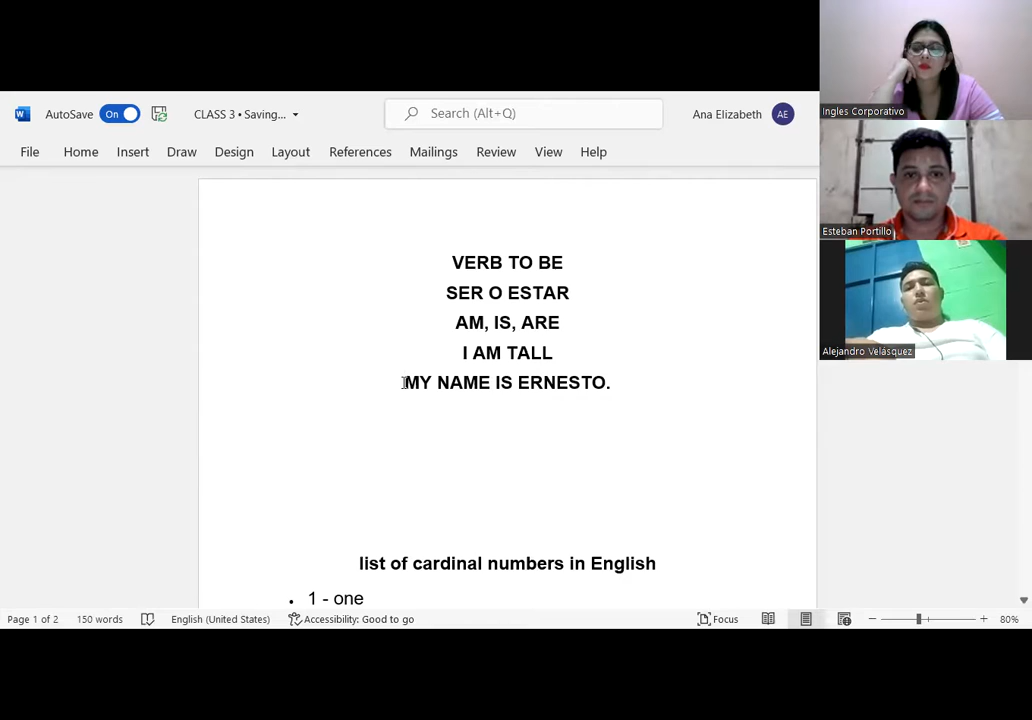 AutoSave On CLASS 3 • Saving... Search (Alt+Q) Ana Elizabeth AE
File Home Insert Draw Design Layout References Mailings Review View Help
VERB TO BE
SER O ESTAR
AM, IS, ARE
I AM TALL
MY NAME IS ERNESTO.
list of cardinal numbers in English
• 1 - one
Page 1 of 2 150 words English (United States) Accessibility: Good to go Focus 80%
Ingles Corporativo
Esteban Portillo
Alejandro Velásquez